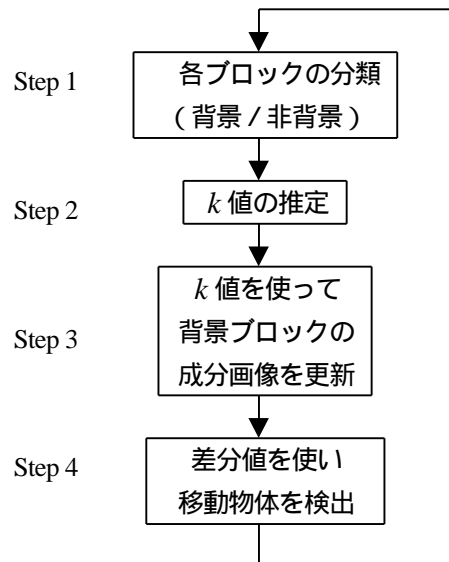 Step 1
各ブロックの分類
( 背景 / 非背景 )
Step 2
k 値の推定
Step 3
k 値を使って
背景ブロックの
成分画像を更新
Step 4
差分値を使い
移動物体を検出